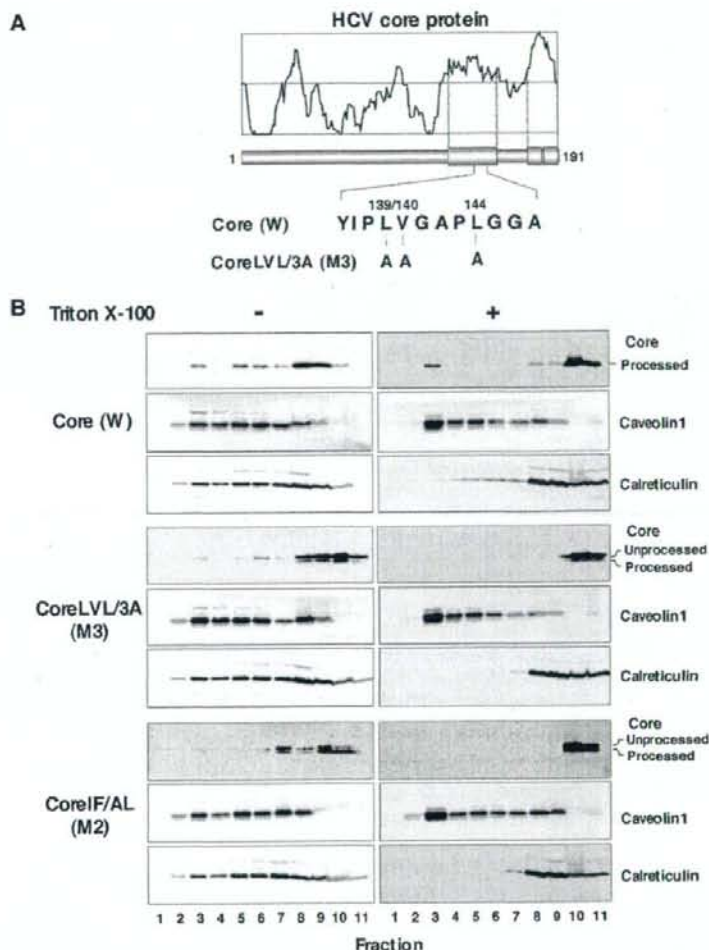 A
HCV core protein
1
191
139/140
144
Core (W)
Y I P L V G A P L G G A
CoreLVL/3A (M3)
A A A
B
Triton X-100
-
+
Core
Processed
Core (W)
Caveolin1
Calreticulin
Core
Unprocessed
Processed
CoreLVL/3A
(M3)
Caveolin1
Calreticulin
Core
Unprocessed
Processed
CoreIF/AL
(M2)
Caveolin1
Calreticulin
1 2 3 4 5 6 7 8 9 10 11 1 2 3 4 5 6 7 8 9 10 11
Fraction